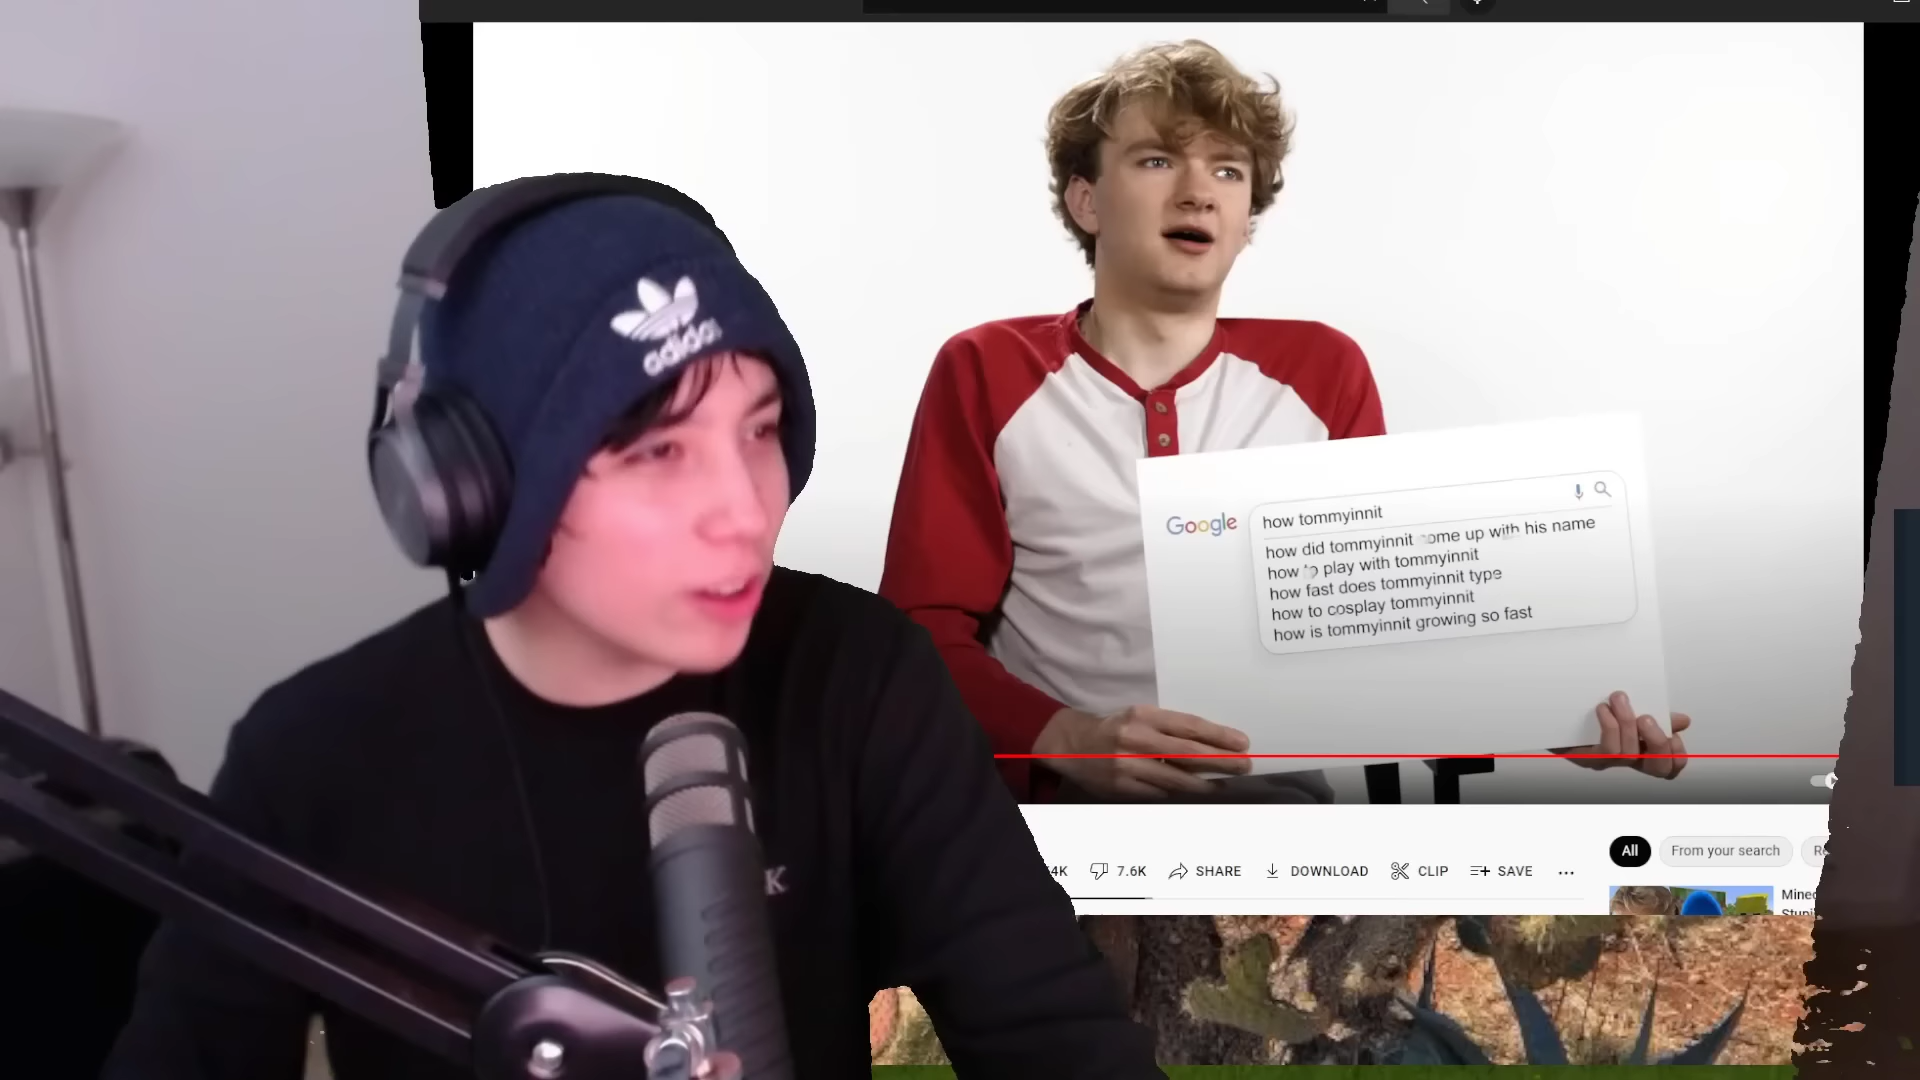 adidas
K
Google
how tommyinnit
how did tommyinnit come up with his name
how to play with tommyinnit
how fast does tommyinnit type
how to cosplay tommyinnit
how is tommyinnit growing so fast
4K 7.6K SHARE DOWNLOAD CLIP SAVE ...
All From your search